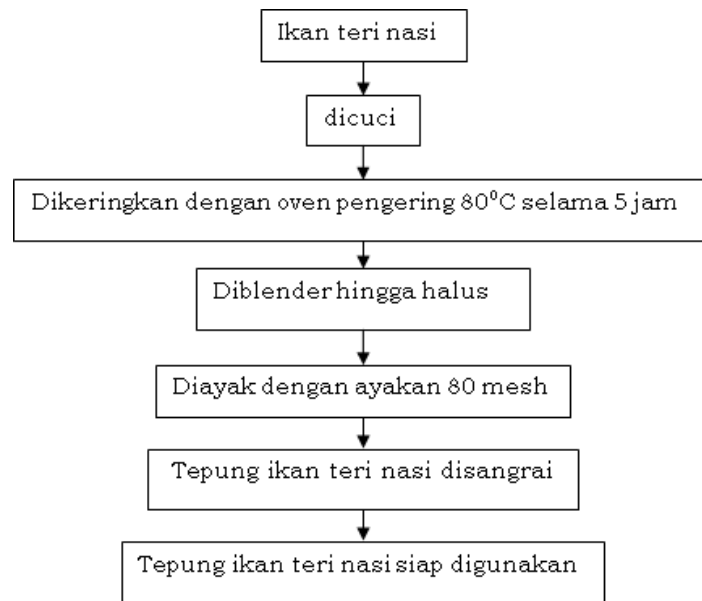 Ikan teri nasi
dicuci
Dikeringkan dengan oven pengering 80⁰C selama 5 jam
Diblender hingga halus
Diayak dengan ayakan 80 mesh
Tepung ikan teri nasi disangrai
Tepung ikan teri nasi siap digunakan